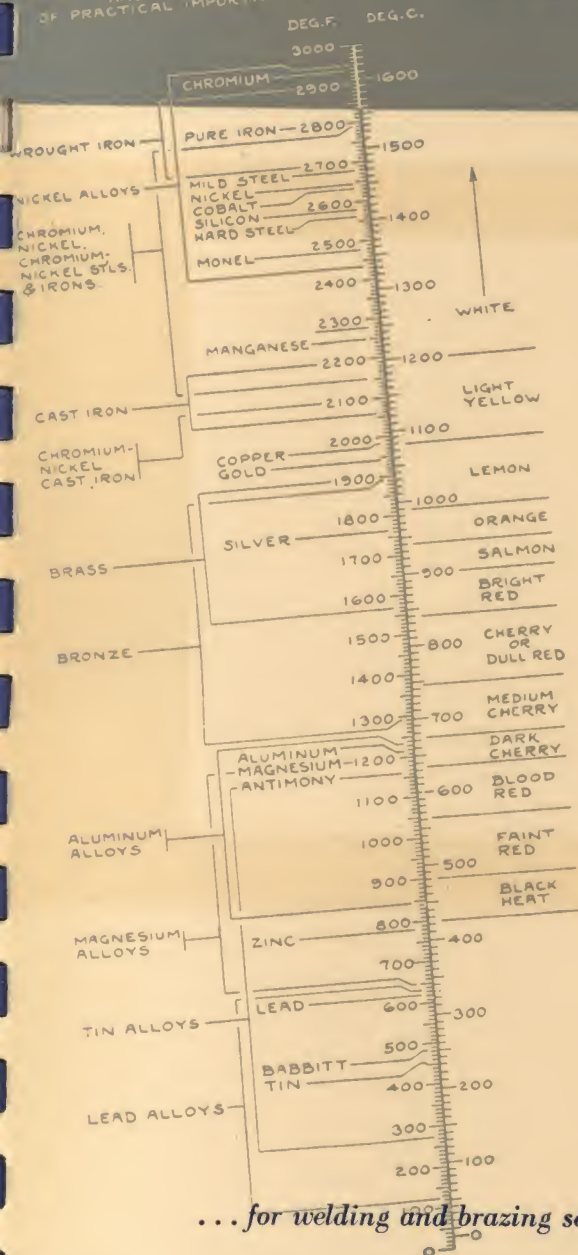 OF PRACTICAL
DEG.F. DEG.C.
3000
CHROMIUM 1600
2900
WROUGHT IRON PURE IRON 2800
1500
NICKEL ALLOYS 2700
MILD STEEL
NICKEL
COBALT 2600
SILICON
HARD STEEL 1400
CHROMIUM,
NICKEL,
CHROMIUM-
NICKEL STLS.
& IRONS
2500
MONEL
2400 1300
WHITE
2300
MANGANESE 1200
2200
LIGHT
YELLOW
CAST IRON 2100
1100
CHROMIUM-
NICKEL
CAST IRON
2000
COPPER
GOLD
LEMON
1900
1000
1800 ORANGE
SILVER
1700 SALMON
BRASS 900
BRIGHT
RED
1600
1500
CHERRY
OR
DULL RED
800
BRONZE
1400
MEDIUM
CHERRY
1300 700
DARK
CHERRY
ALUMINUM
MAGNESIUM 1200
ANTIMONY
BLOOD
RED
600
1100
ALUMINUM
ALLOYS
1000
FAINT
RED
500
900
BLACK
HEAT
800
MAGNESIUM
ALLOYS
ZINC 400
700
LEAD 600
300
TIN ALLOYS
500
BABBITT
TIN 400 200
LEAD ALLOYS
300
200 100
...for welding and brazing
100
0
0